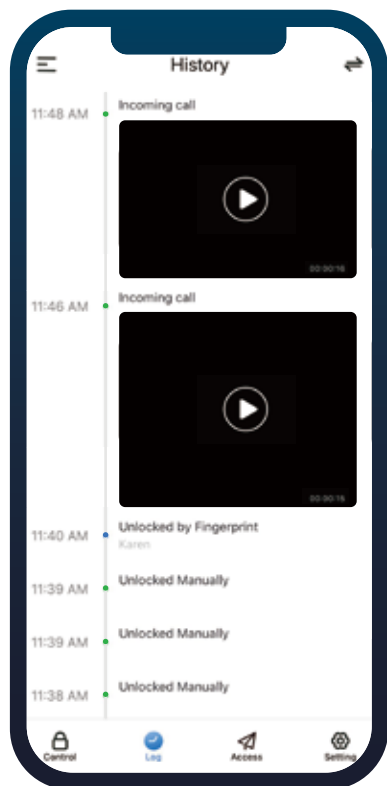 History
11:48 AM
Incoming call
00:00:16
11:46 AM
Incoming call
00:00:15
11:40 AM
Unlocked by Fingerprint
Karen
11:39 AM
Unlocked Manually
11:39 AM
Unlocked Manually
11:38 AM
Unlocked Manually
Control
Log
Access
Setting